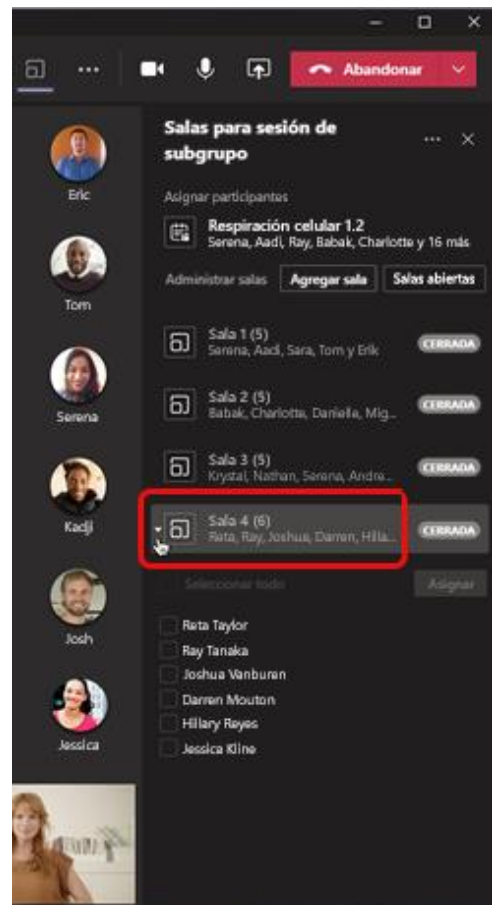 Abandonar
Salas para sesión de
subgrupo
Eric
Asignar participantes
Respiración celular 1.2
Serena, Aadi, Ray, Babak, Charlotte y 16 más
Administrar salas Agregar sala Salas abiertas
Tom
Sala 1 (5)
Serena, Aadi, Sara, Tom y Erik
CERRADA
Serena
Sala 2 (5)
Babak, Charlotte, Danielle, Mig...
CERRADA
Sala 3 (5)
Krystal, Nathan, Serena, Andre...
CERRADA
Kadji
Sala 4 (6)
Reta, Ray, Joshua, Darren, Hilla...
CERRADA
Seleccionar todo Asignar
Josh
Reta Taylor
Ray Tanaka
Joshua Vanburen
Darren Mouton
Hillary Reyes
Jessica Kline
Jessica